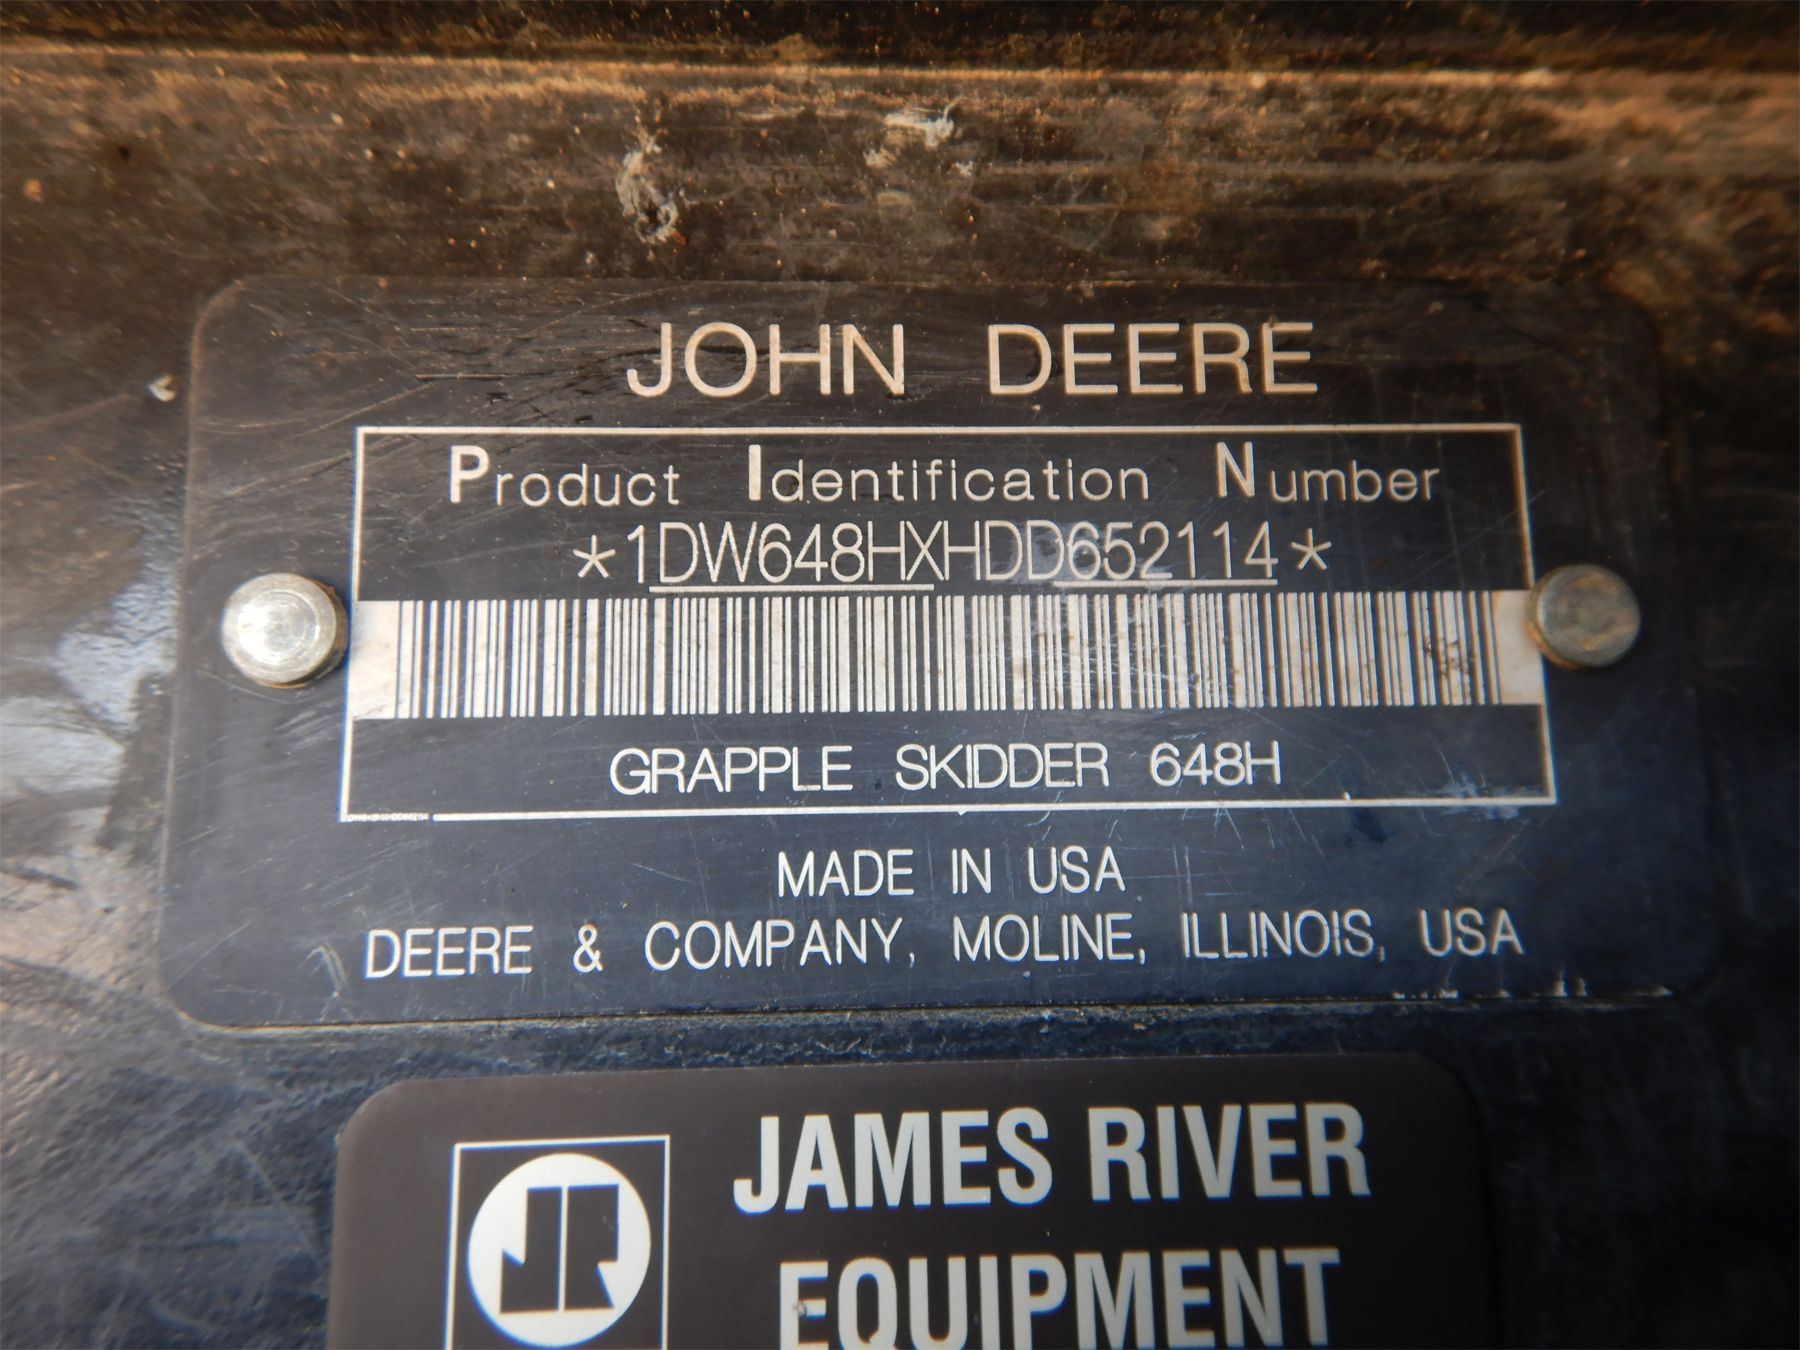 JOHN DEERE
Product Identification Number
*1DW648HXHDD652114*
GRAPPLE SKIDDER 648H
MADE IN USA
DEERE & COMPANY, MOLINE, ILLINOIS, USA
JR
JAMES RIVER
EQUIPMENT